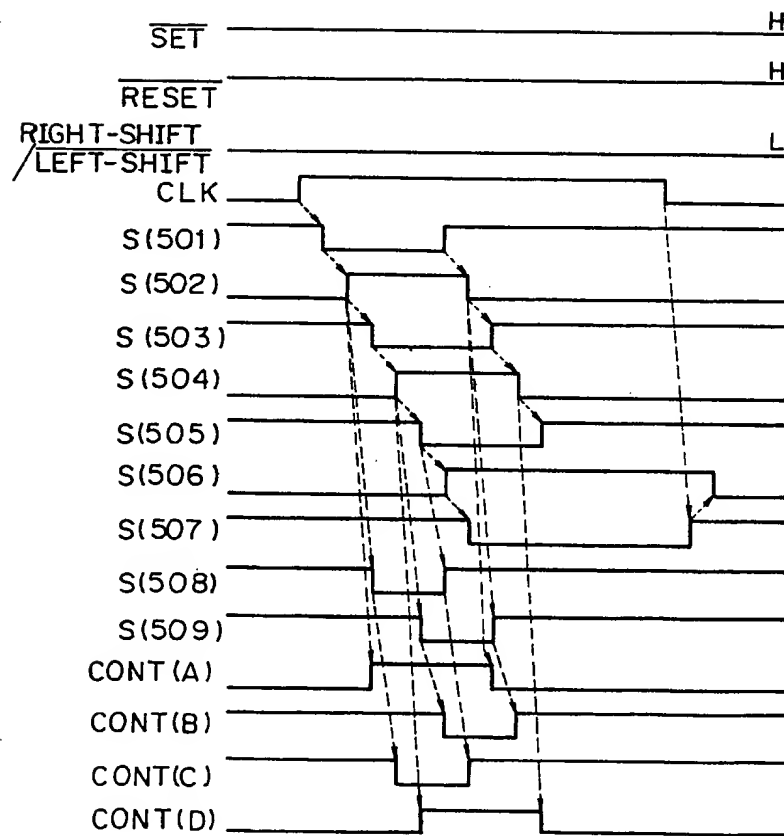 SET H
RESET H
RIGHT-SHIFT
/LEFT-SHIFT L
CLK
S(501)
S(502)
S(503)
S(504)
S(505)
S(506)
S(507)
S(508)
S(509)
CONT(A)
CONT(B)
CONT(C)
CONT(D)